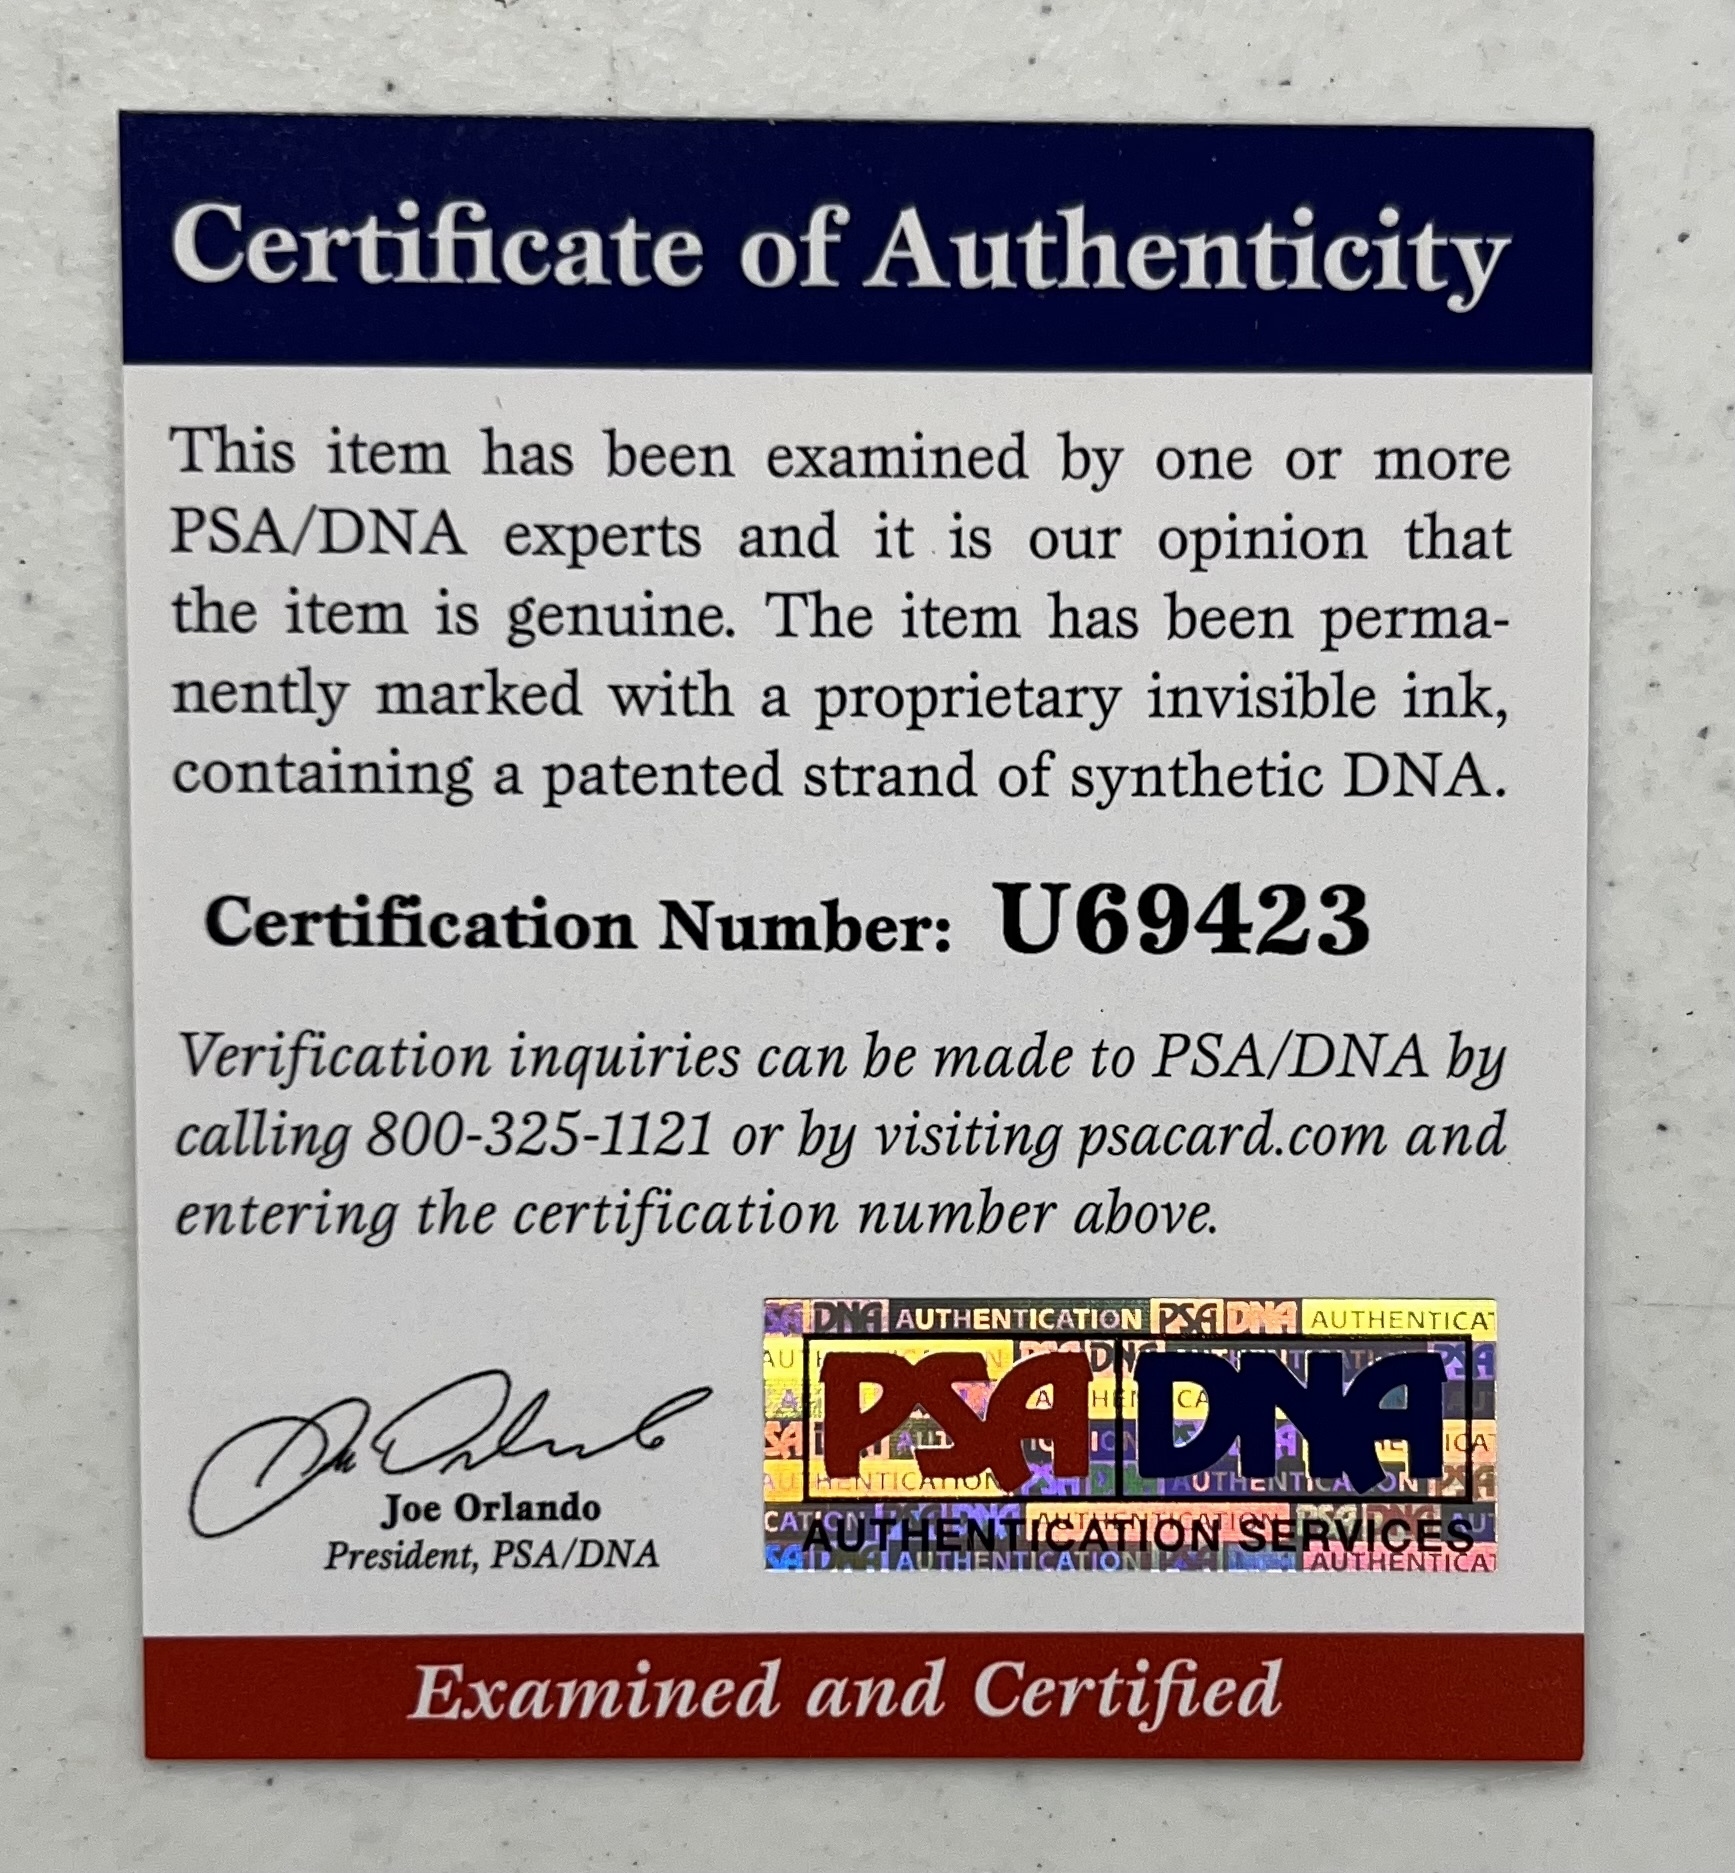 Certificate of Authenticity
This item has been examined by one or more
PSA/DNA experts and it is our opinion that
the item is genuine. The item has been perma-
nently marked with a proprietary invisible ink,
containing a patented strand of synthetic DNA.
Certification Number: U69423
Verification inquiries can be made to PSA/DNA by
calling 800-325-1121 or by visiting psacard.com and
entering the certification number above.
Joe Orlando
President, PSA/DNA
PSA DNA
AUTHENTICATION SERVICES
Examined and Certified